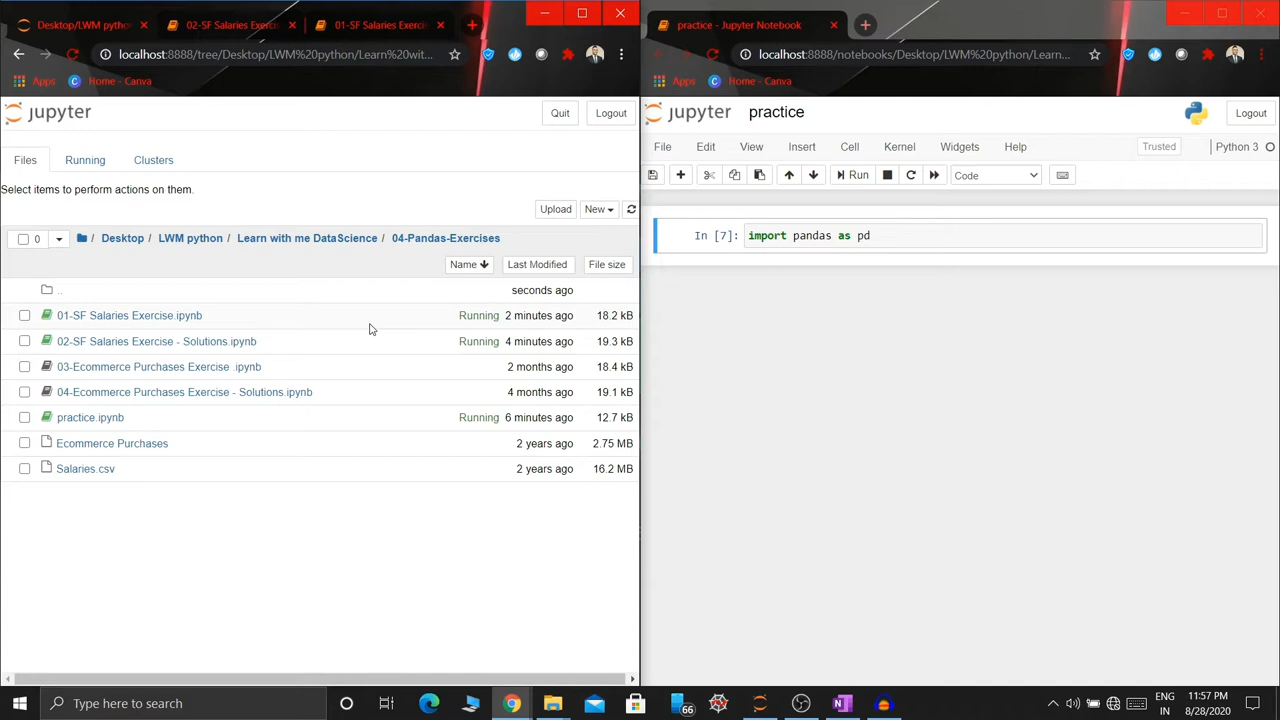 Desktop/LWM python
02-SF Salaries Exerci
01-SF Salaries Exerci
localhost:8888/tree/Desktop/LWM%20python/Learn%20wit...
Apps
Home - Canva
jupyter
Quit
Logout
Files
Running
Clusters
Select items to perform actions on them.
Upload
New
0
/ Desktop / LWM python / Learn with me DataScience / 04-Pandas-Exercises
Name
Last Modified
File size
..
seconds ago
01-SF Salaries Exercise.ipynb Running 2 minutes ago 18.2 kB
02-SF Salaries Exercise - Solutions.ipynb Running 4 minutes ago 19.3 kB
03-Ecommerce Purchases Exercise .ipynb 2 months ago 18.4 kB
04-Ecommerce Purchases Exercise - Solutions.ipynb 4 months ago 19.1 kB
practice.ipynb Running 6 minutes ago 12.7 kB
Ecommerce Purchases 2 years ago 2.75 MB
Salaries.csv 2 years ago 16.2 MB
practice - Jupyter Notebook
localhost:8888/notebooks/Desktop/LWM%20python/Learn...
Apps
Home - Canva
jupyter
practice
Logout
File
Edit
View
Insert
Cell
Kernel
Widgets
Help
Trusted
Python 3
Run
Code
In [7]: import pandas as pd
Type here to search
66
ENG
IN
11:57 PM
8/28/2020